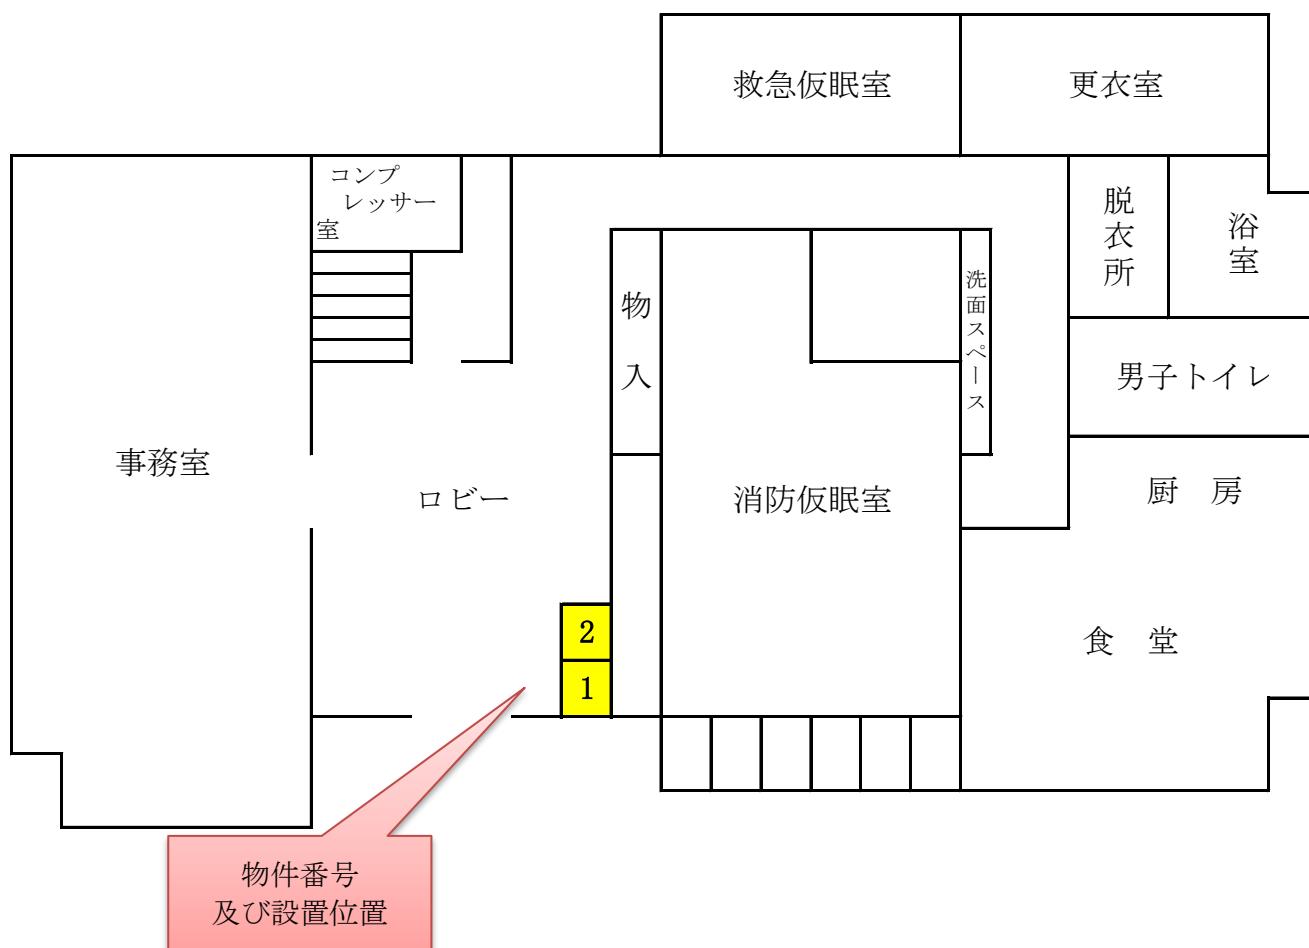 救急仮眠室
更衣室
コンプ
レッサー
室
脱衣所
浴室
物入
洗面スペース
男子トイレ
事務室
ロビー
消防仮眠室
厨　房
2
1
食　堂
物件番号
及び設置位置